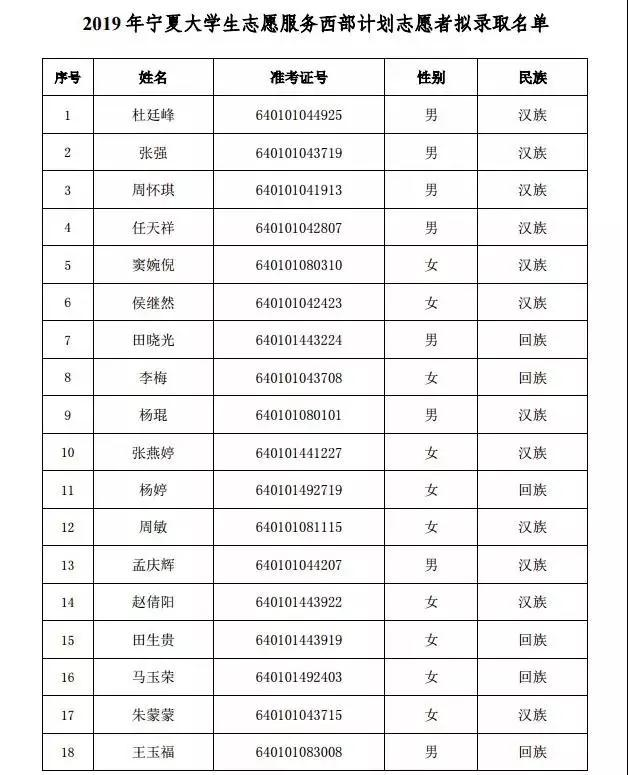 2019 年宁夏大学生志愿服务西部计划志愿者拟录取名单
序号 姓名 准考证号 性别 民族
1 杜廷峰 640101044925 男 汉族
2 张强 640101043719 男 汉族
3 周怀琪 640101041913 男 汉族
4 任天祥 640101042807 男 汉族
5 窦婉倪 640101080310 女 汉族
6 侯继然 640101042423 女 汉族
7 田晓光 640101443224 男 回族
8 李梅 640101043708 女 回族
9 杨琨 640101080101 男 汉族
10 张燕婷 640101441227 女 汉族
11 杨婷 640101492719 女 回族
12 周敏 640101081115 女 汉族
13 孟庆辉 640101044207 男 汉族
14 赵倩阳 640101443922 女 汉族
15 田生贵 640101443919 女 回族
16 马玉荣 640101492403 女 回族
17 朱蒙蒙 640101043715 女 汉族
18 王玉福 640101083008 男 回族